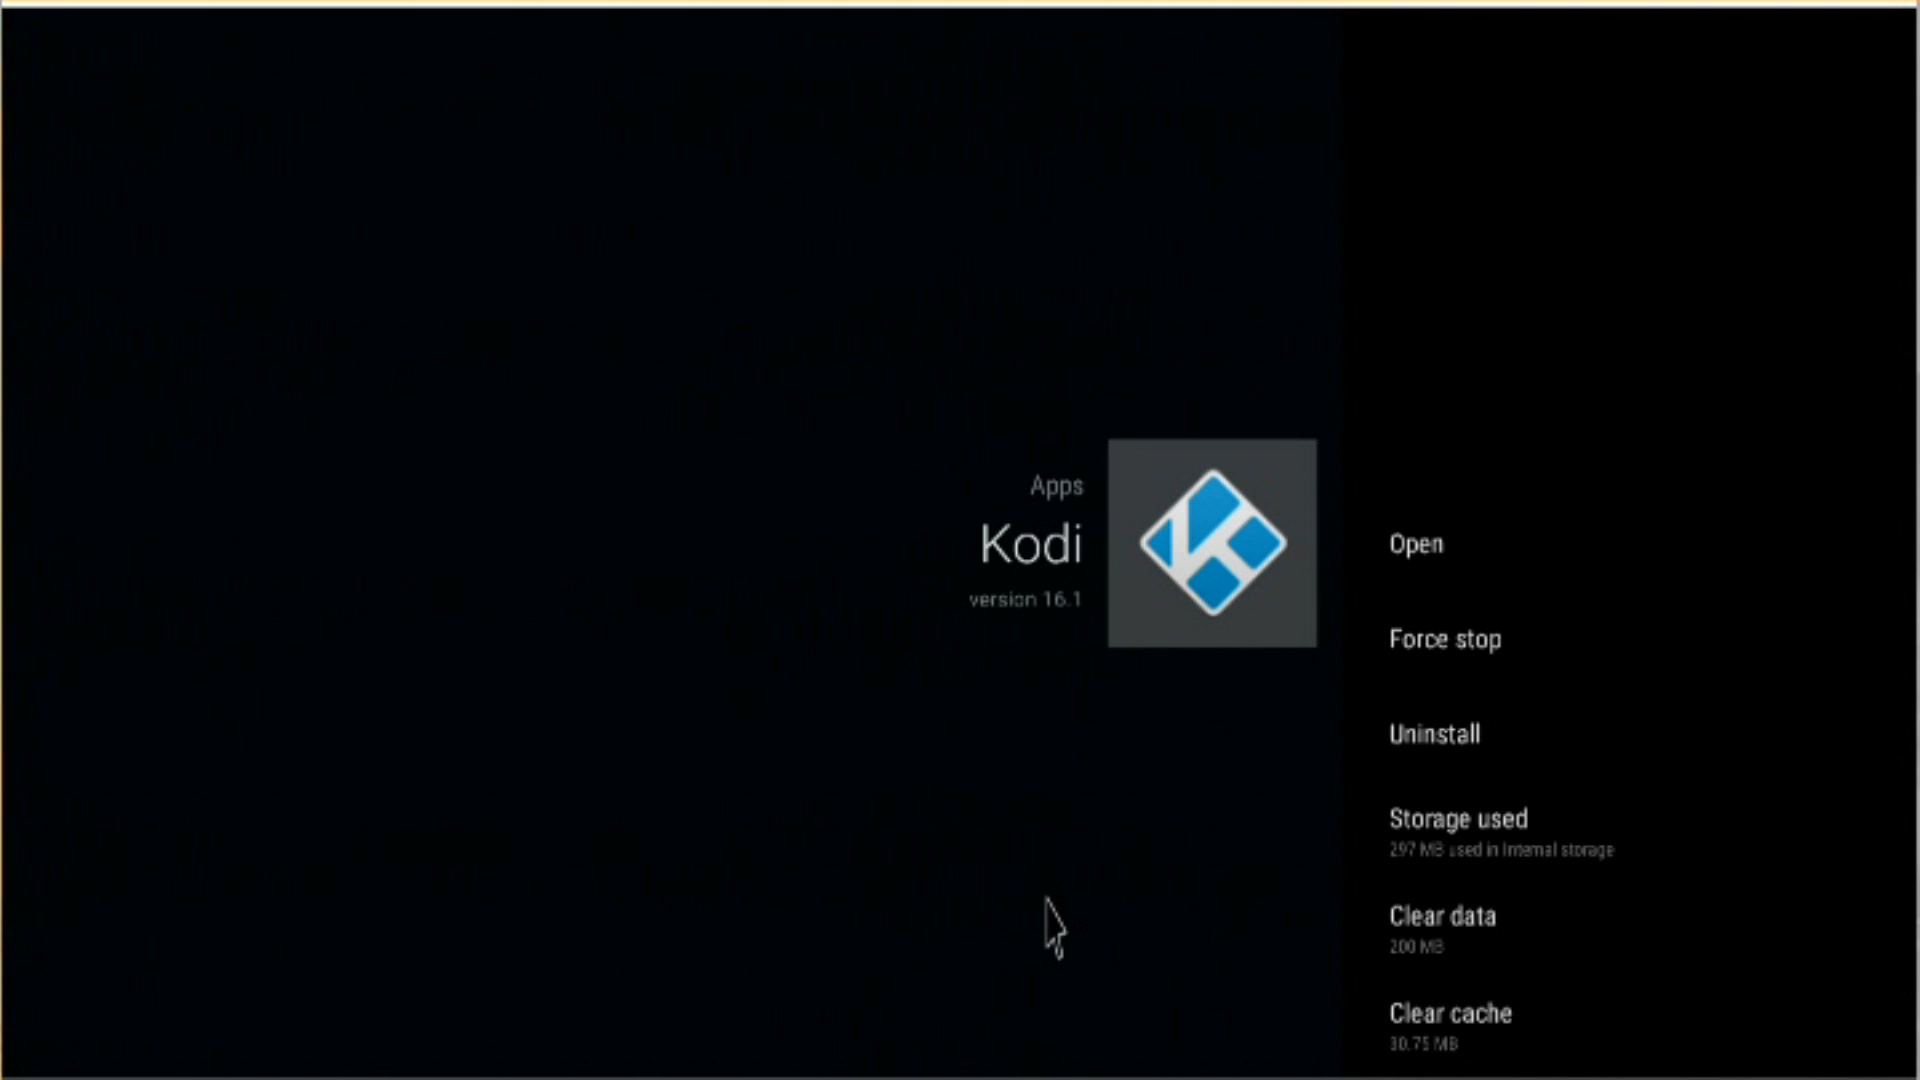 Apps
Kodi
version 16.1
Open
Force stop
Uninstall
Storage used
297 MB used in Internal storage
Clear data
200 MB
Clear cache
30.75 MB